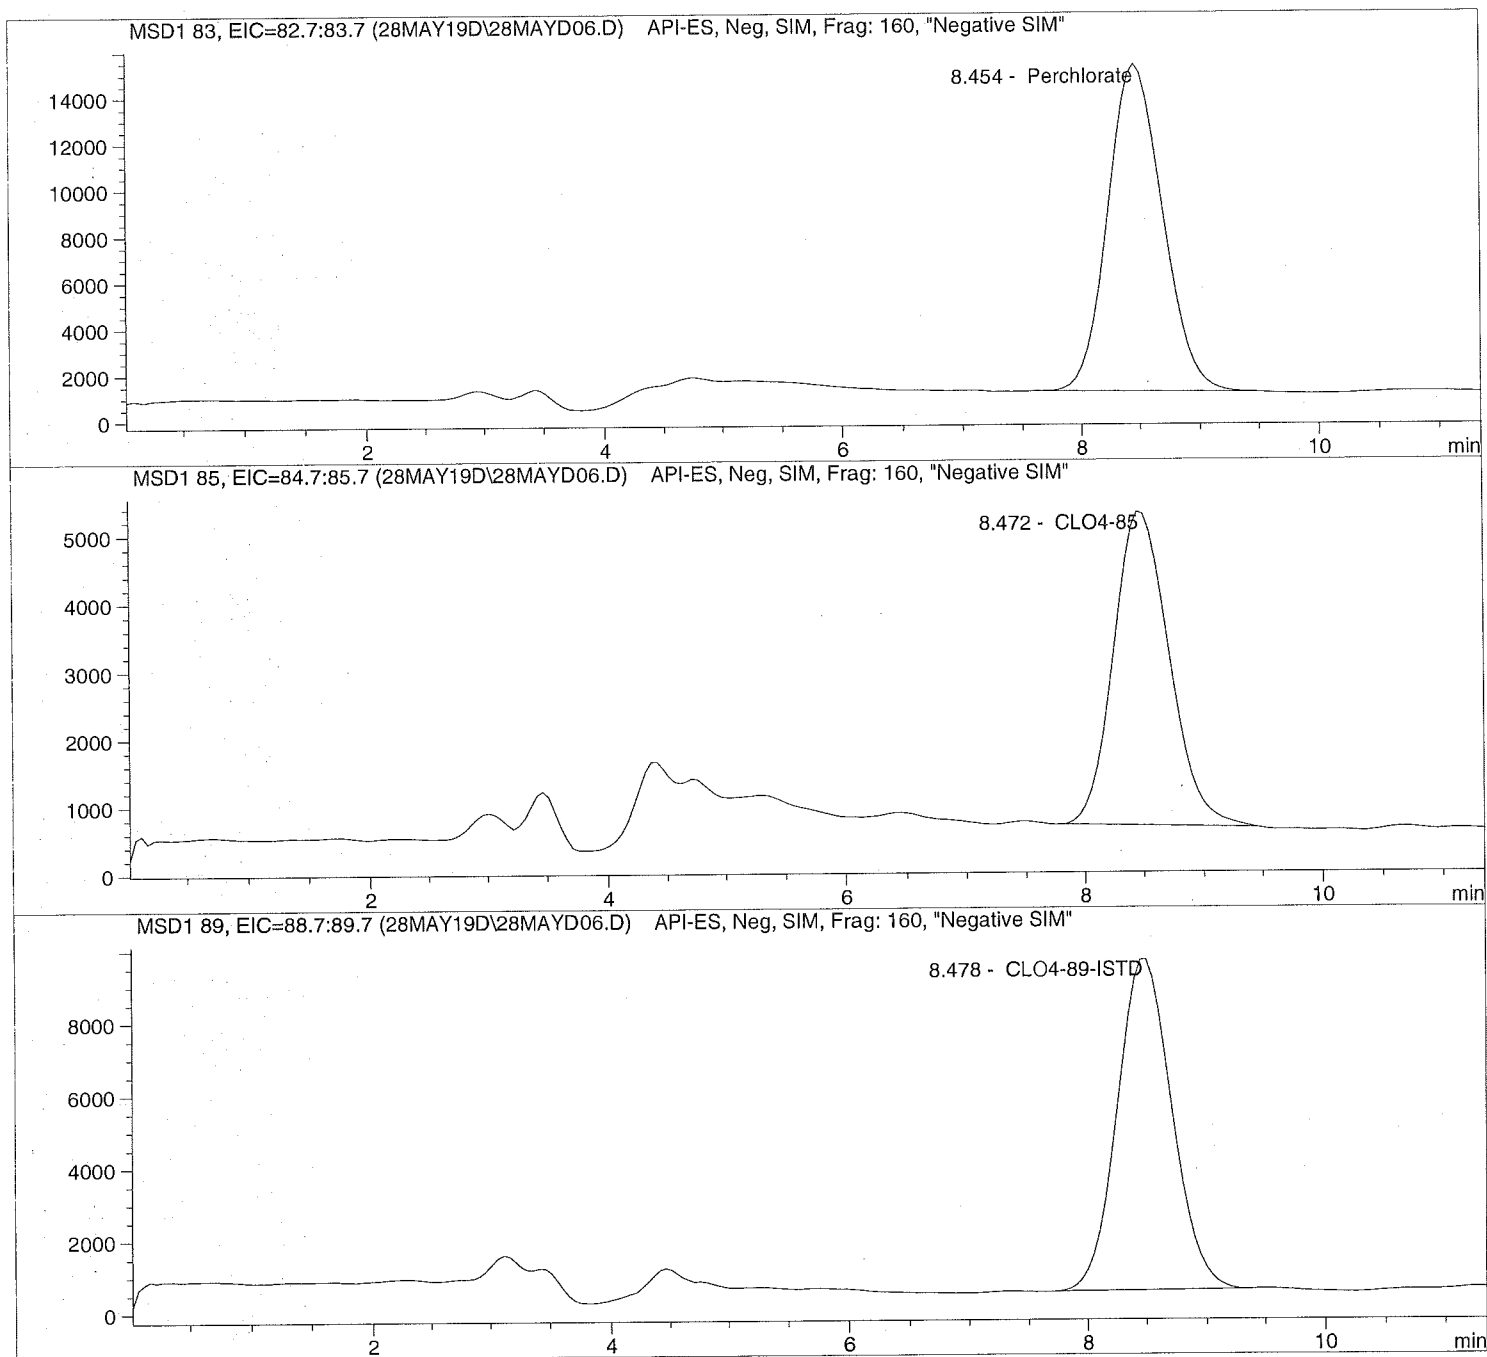 MSD1 83, EIC=82.7:83.7 (28MAY19D\28MAYD06.D) API-ES, Neg, SIM, Frag: 160, "Negative SIM"
8.454 - Perchlorate
14000
12000
10000
8000
6000
4000
2000
0
2 4 6 8 10 min
MSD1 85, EIC=84.7:85.7 (28MAY19D\28MAYD06.D) API-ES, Neg, SIM, Frag: 160, "Negative SIM"
8.472 - CLO4-85
5000
4000
3000
2000
1000
0
2 4 6 8 10 min
MSD1 89, EIC=88.7:89.7 (28MAY19D\28MAYD06.D) API-ES, Neg, SIM, Frag: 160, "Negative SIM"
8.478 - CLO4-89-ISTD
8000
6000
4000
2000
0
2 4 6 8 10 min